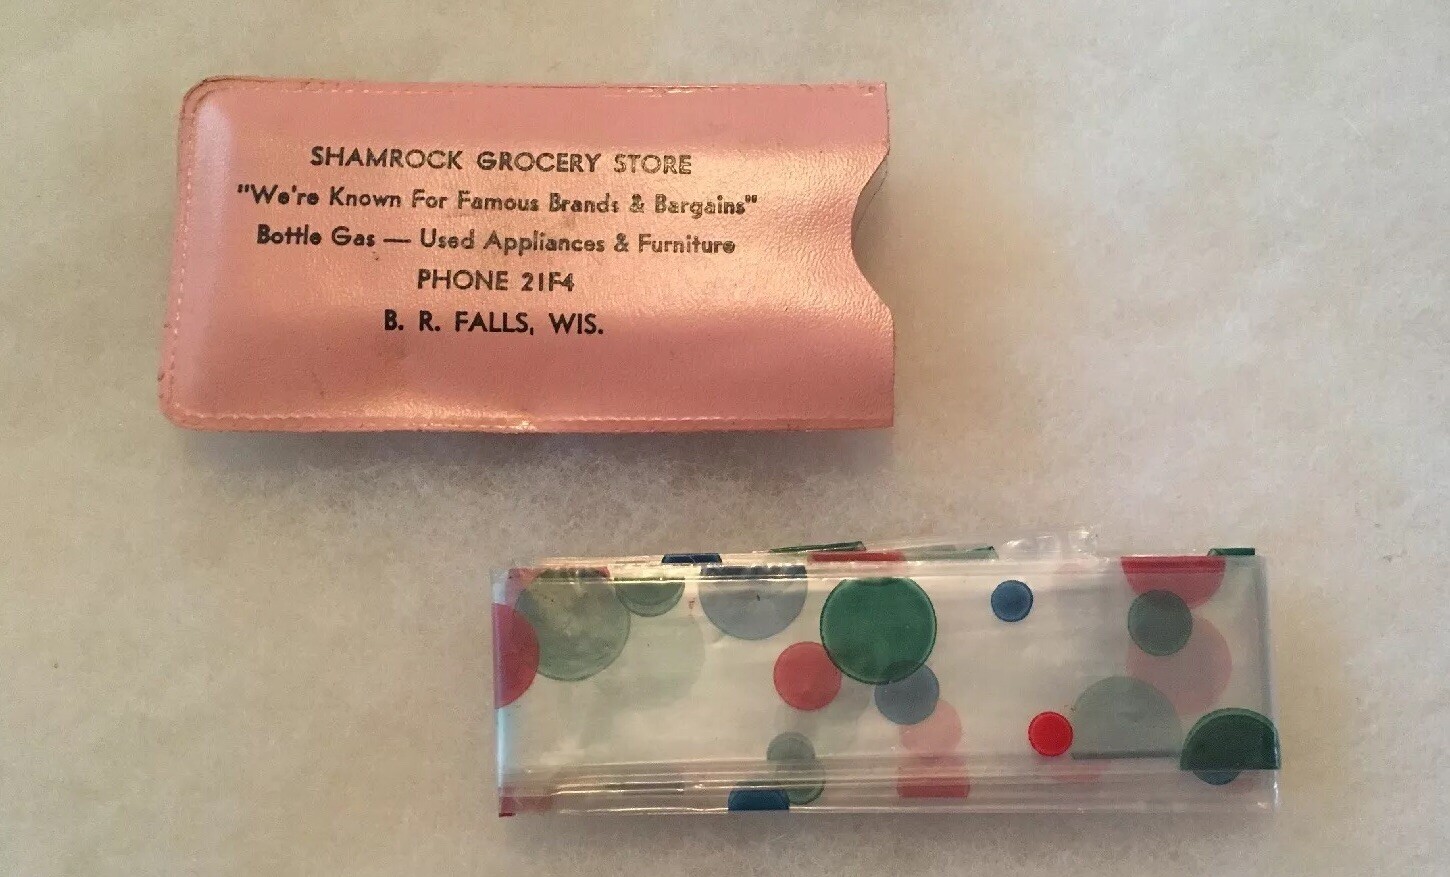 SHAMROCK GROCERY STORE
"We're Known For Famous Brands & Bargains"
Bottle Gas — Used Appliances & Furniture
PHONE 21F4
B. R. FALLS, WIS.